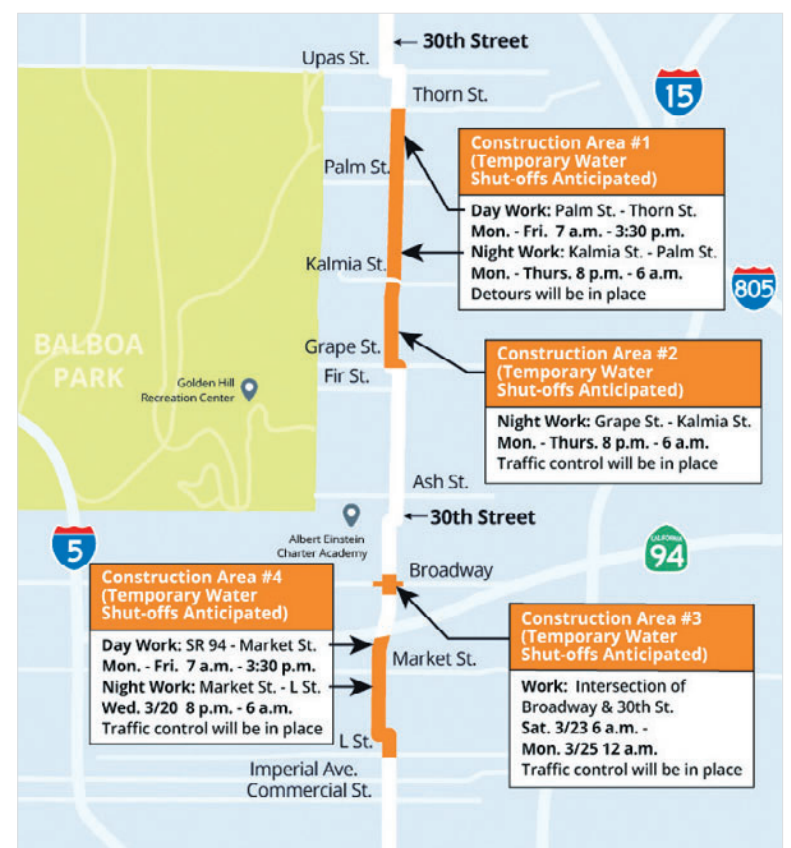 30th Street
Upas St.
Thorn St.
15
Construction Area #1
(Temporary Water
Shut-offs Anticipated)
Day Work: Palm St. - Thorn St.
Mon. - Fri. 7 a.m. - 3:30 p.m.
Night Work: Kalmia St. - Palm St.
Mon. - Thurs. 8 p.m. - 6 a.m.
Detours will be in place
Palm St.
Kalmia St.
805
BALBOA
PARK
Grape St.
Fir St.
Golden Hill
Recreation Center
Construction Area #2
(Temporary Water
Shut-offs Anticipated)
Night Work: Grape St. - Kalmia St.
Mon. - Thurs. 8 p.m. - 6 a.m.
Traffic control will be in place
Ash St.
30th Street
Albert Einstein
Charter Academy
5
CALIFORNIA
94
Broadway
Construction Area #4
(Temporary Water
Shut-offs Anticipated)
Day Work: SR 94 - Market St.
Mon. - Fri. 7 a.m. - 3:30 p.m.
Night Work: Market St. - L St.
Wed. 3/20 8 p.m. - 6 a.m.
Traffic control will be in place
Construction Area #3
(Temporary Water
Shut-offs Anticipated)
Work: Intersection of
Broadway & 30th St.
Sat. 3/23 6 a.m. -
Mon. 3/25 12 a.m.
Traffic control will be in place
Market St.
L St.
Imperial Ave.
Commercial St.